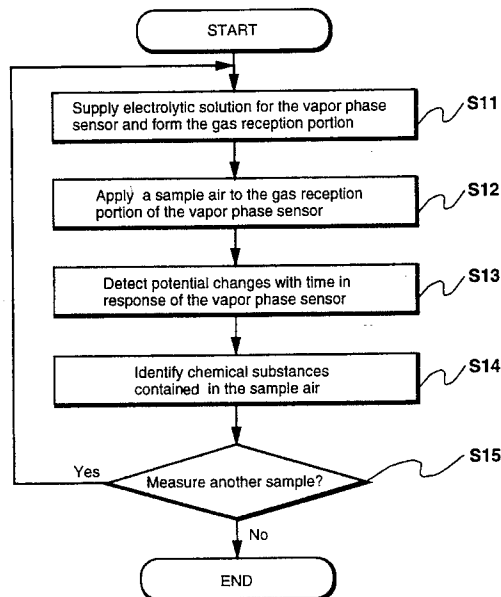 START
Supply electrolytic solution for the vapor phase
sensor and form the gas reception portion
S11
Apply a sample air to the gas reception
portion of the vapor phase sensor
S12
Detect potential changes with time in
response of the vapor phase sensor
S13
Identify chemical substances
contained in the sample air
S14
Measure another sample?
S15
Yes
No
END